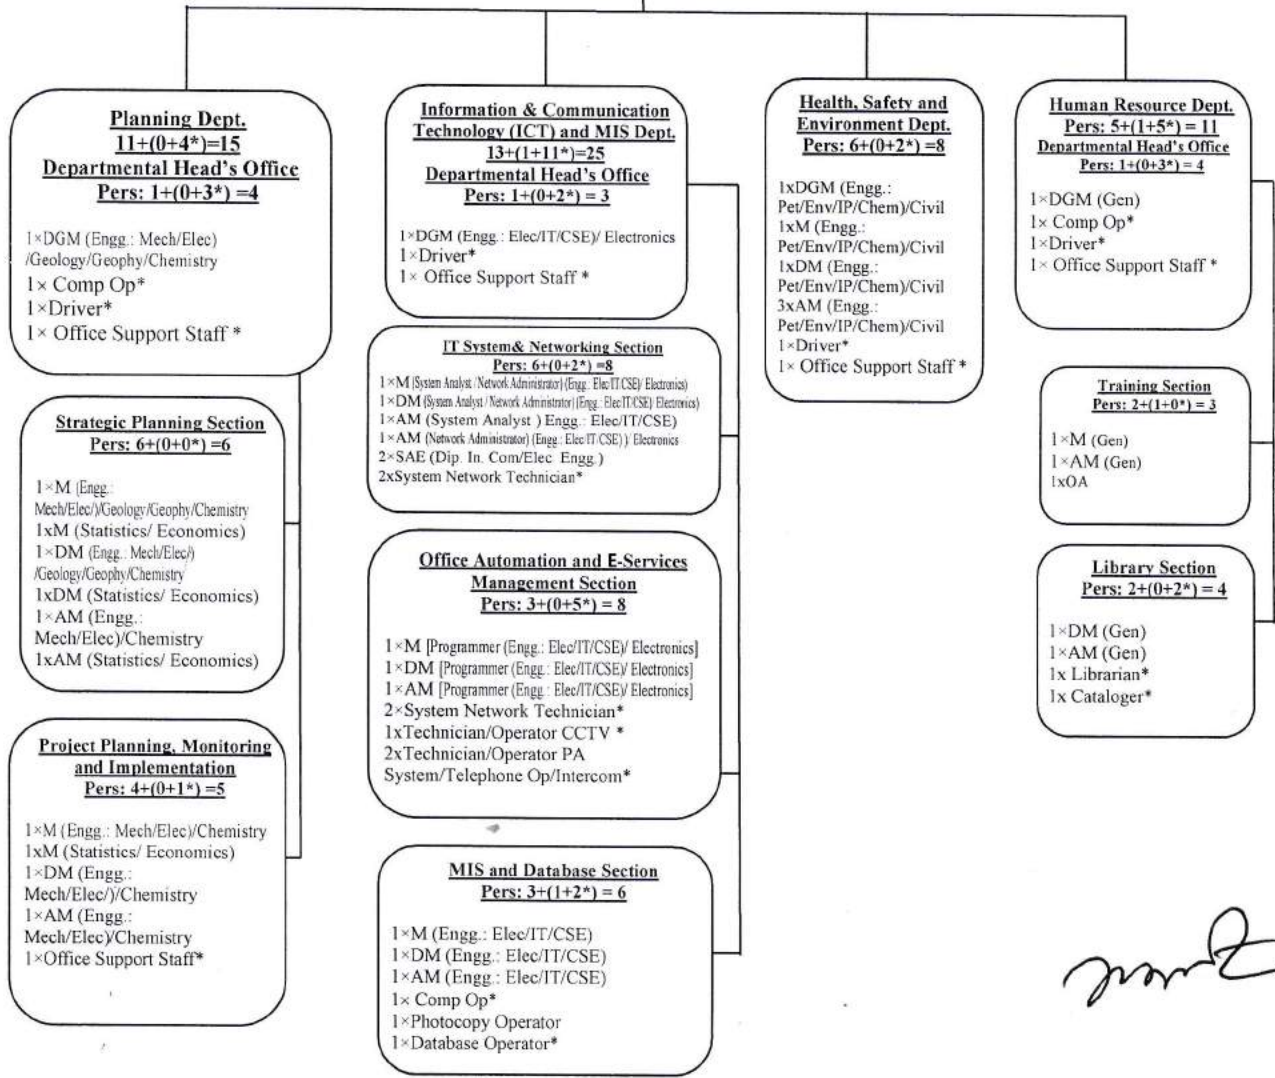 Planning Dept.
11+(0+4*)=15
Departmental Head's Office
Pers: 1+(0+3*) =4
1×DGM (Engg.: Mech/Elec)
/Geology/Geophy/Chemistry
1× Comp Op*
1×Driver*
1× Office Support Staff *
Strategic Planning Section
Pers: 6+(0+0*) =6
1×M (Engg.:
Mech/Elec/)/Geology/Geophy/Chemistry
1xM (Statistics/ Economics)
1×DM (Engg.: Mech/Elec/)
/Geology/Geophy/Chemistry
1xDM (Statistics/ Economics)
1×AM (Engg.:
Mech/Elec)/Chemistry
1xAM (Statistics/ Economics)
Project Planning, Monitoring
and Implementation
Pers: 4+(0+1*) =5
1×M (Engg.: Mech/Elec)/Chemistry
1xM (Statistics/ Economics)
1×DM (Engg.:
Mech/Elec/)/Chemistry
1×AM (Engg.:
Mech/Elec)/Chemistry
1×Office Support Staff*
Information & Communication
Technology (ICT) and MIS Dept.
13+(1+11*)=25
Departmental Head's Office
Pers: 1+(0+2*) = 3
1×DGM (Engg.: Elec/IT/CSE)/ Electronics
1×Driver*
1× Office Support Staff *
IT System& Networking Section
Pers: 6+(0+2*) =8
1×M [System Analyst / Network Administrator] (Engg.: Elec/IT/CSE)/ Electronics)
1×DM (System Analyst / Network Administrator] (Engg.: Elec/IT/CSE)/ Electronics)
1×AM (System Analyst ) Engg.: Elec/IT/CSE)
1×AM (Network Administrator) (Engg.: Elec/IT/CSE) )/ Electronics
2×SAE (Dip. In. Com/Elec. Engg.)
2xSystem Network Technician*
Office Automation and E-Services
Management Section
Pers: 3+(0+5*) = 8
1×M [Programmer (Engg.: Elec/IT/CSE)/ Electronics]
1×DM [Programmer (Engg.: Elec/IT/CSE)/ Electronics]
1×AM [Programmer (Engg.: Elec/IT/CSE)/ Electronics]
2×System Network Technician*
1xTechnician/Operator CCTV *
2xTechnician/Operator PA
System/Telephone Op/Intercom*
MIS and Database Section
Pers: 3+(1+2*) = 6
1×M (Engg.: Elec/IT/CSE)
1×DM (Engg.: Elec/IT/CSE)
1×AM (Engg.: Elec/IT/CSE)
1× Comp Op*
1×Photocopy Operator
1×Database Operator*
Health, Safety and
Environment Dept.
Pers: 6+(0+2*) =8
1xDGM (Engg.:
Pet/Env/IP/Chem)/Civil
1xM (Engg.:
Pet/Env/IP/Chem)/Civil
1xDM (Engg.:
Pet/Env/IP/Chem)/Civil
3xAM (Engg.:
Pet/Env/IP/Chem)/Civil
1×Driver*
1× Office Support Staff *
Human Resource Dept.
Pers: 5+(1+5*) = 11
Departmental Head's Office
Pers: 1+(0+3*) = 4
1×DGM (Gen)
1× Comp Op*
1×Driver*
1× Office Support Staff *
Training Section
Pers: 2+(1+0*) = 3
1×M (Gen)
1×AM (Gen)
1xOA
Library Section
Pers: 2+(0+2*) = 4
1×DM (Gen)
1×AM (Gen)
1x Librarian*
1x Cataloger*